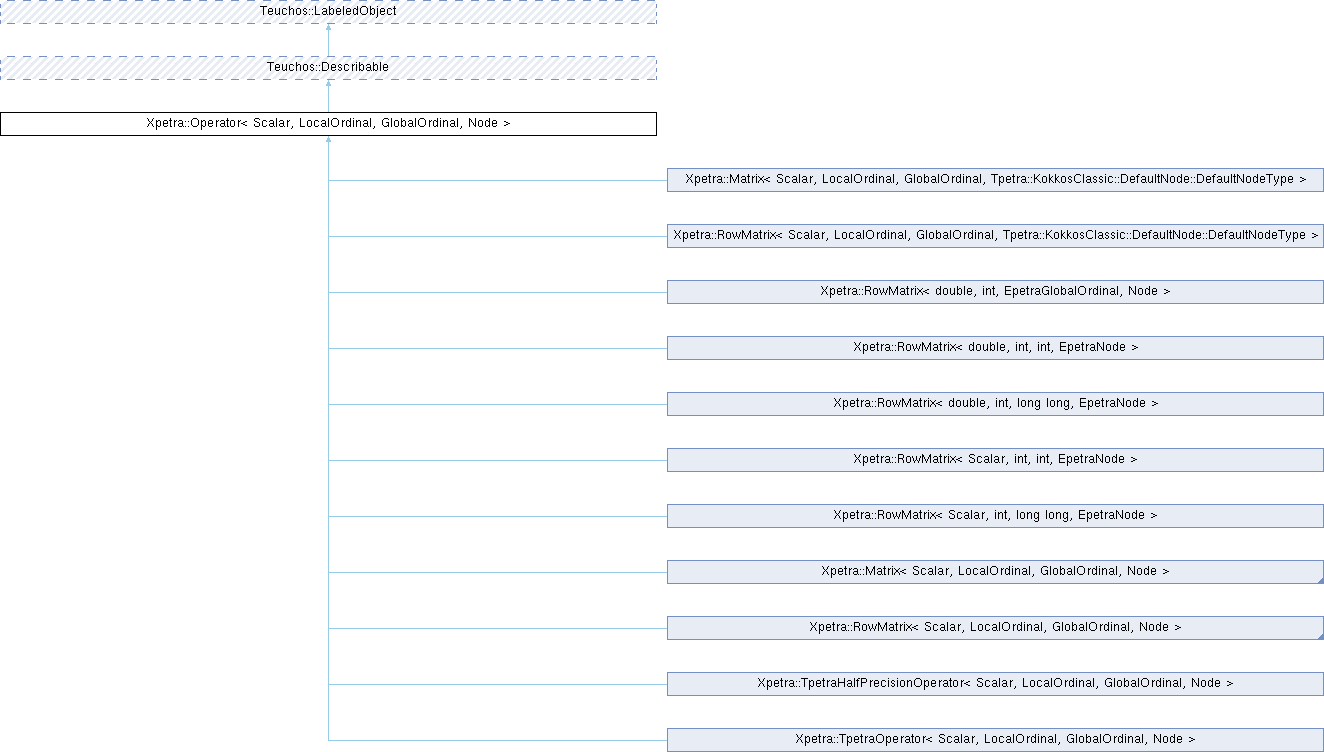 Teuchos::LabeledObject
Teuchos::Describable
Xpetra::Operator< Scalar, LocalOrdinal, GlobalOrdinal, Node >
Xpetra::Matrix< Scalar, LocalOrdinal, GlobalOrdinal, Tpetra::KokkosClassic::DefaultNode::DefaultNodeType >
Xpetra::RowMatrix< Scalar, LocalOrdinal, GlobalOrdinal, Tpetra::KokkosClassic::DefaultNode::DefaultNodeType >
Xpetra::RowMatrix< double, int, EpetraGlobalOrdinal, Node >
Xpetra::RowMatrix< double, int, int, EpetraNode >
Xpetra::RowMatrix< double, int, long long, EpetraNode >
Xpetra::RowMatrix< Scalar, int, int, EpetraNode >
Xpetra::RowMatrix< Scalar, int, long long, EpetraNode >
Xpetra::Matrix< Scalar, LocalOrdinal, GlobalOrdinal, Node >
Xpetra::RowMatrix< Scalar, LocalOrdinal, GlobalOrdinal, Node >
Xpetra::TpetraHalfPrecisionOperator< Scalar, LocalOrdinal, GlobalOrdinal, Node >
Xpetra::TpetraOperator< Scalar, LocalOrdinal, GlobalOrdinal, Node >